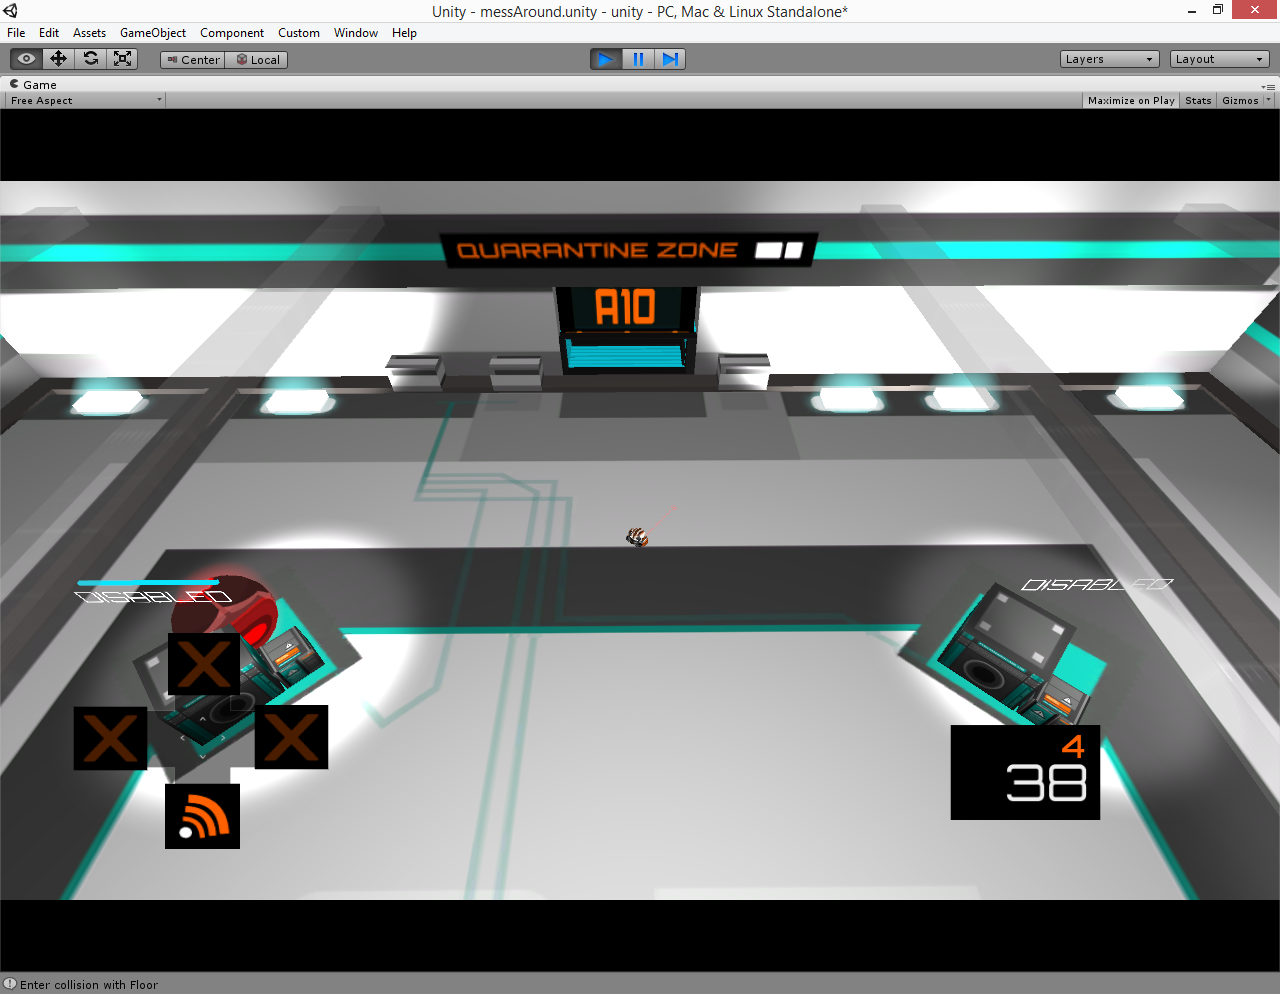 Unity - messAround.unity - unity - PC, Mac & Linux Standalone*
File Edit Assets GameObject Component Custom Window Help
Center Local Layers Layout
Game
Free Aspect Maximize on Play Stats Gizmos
QUARANTINE ZONE
A10
DISABLED DISABLED
4
38
Enter collision with Floor